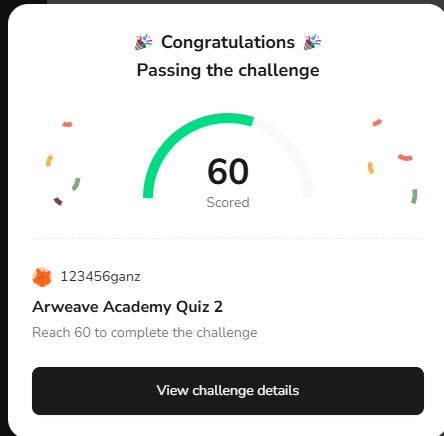 🎉 Congratulations 🎉
Passing the challenge
60
Scored
123456ganz
Arweave Academy Quiz 2
Reach 60 to complete the challenge
View challenge details